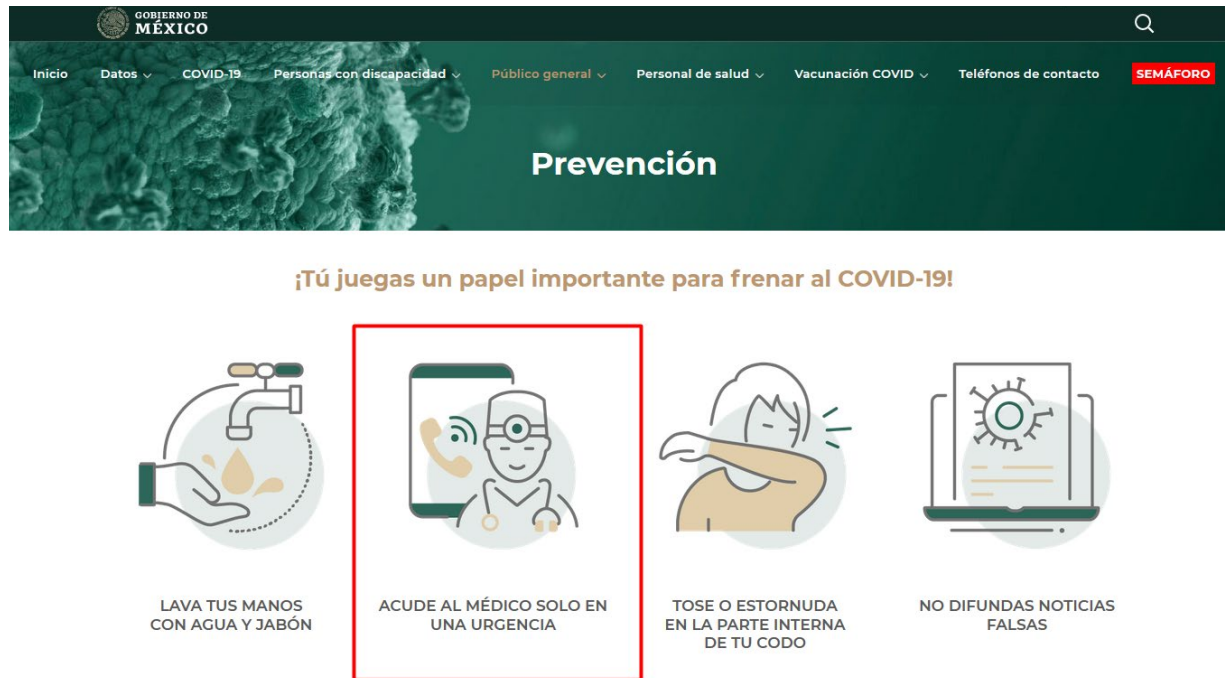 GOBIERNO DE
MÉXICO
Inicio Datos COVID-19 Personas con discapacidad Público general Personal de salud Vacunación COVID Teléfonos de contacto SEMÁFORO
Prevención
¡Tú juegas un papel importante para frenar al COVID-19!
LAVA TUS MANOS
CON AGUA Y JABÓN
ACUDE AL MÉDICO SOLO EN
UNA URGENCIA
TOSE O ESTORNUDA
EN LA PARTE INTERNA
DE TU CODO
NO DIFUNDAS NOTICIAS
FALSAS